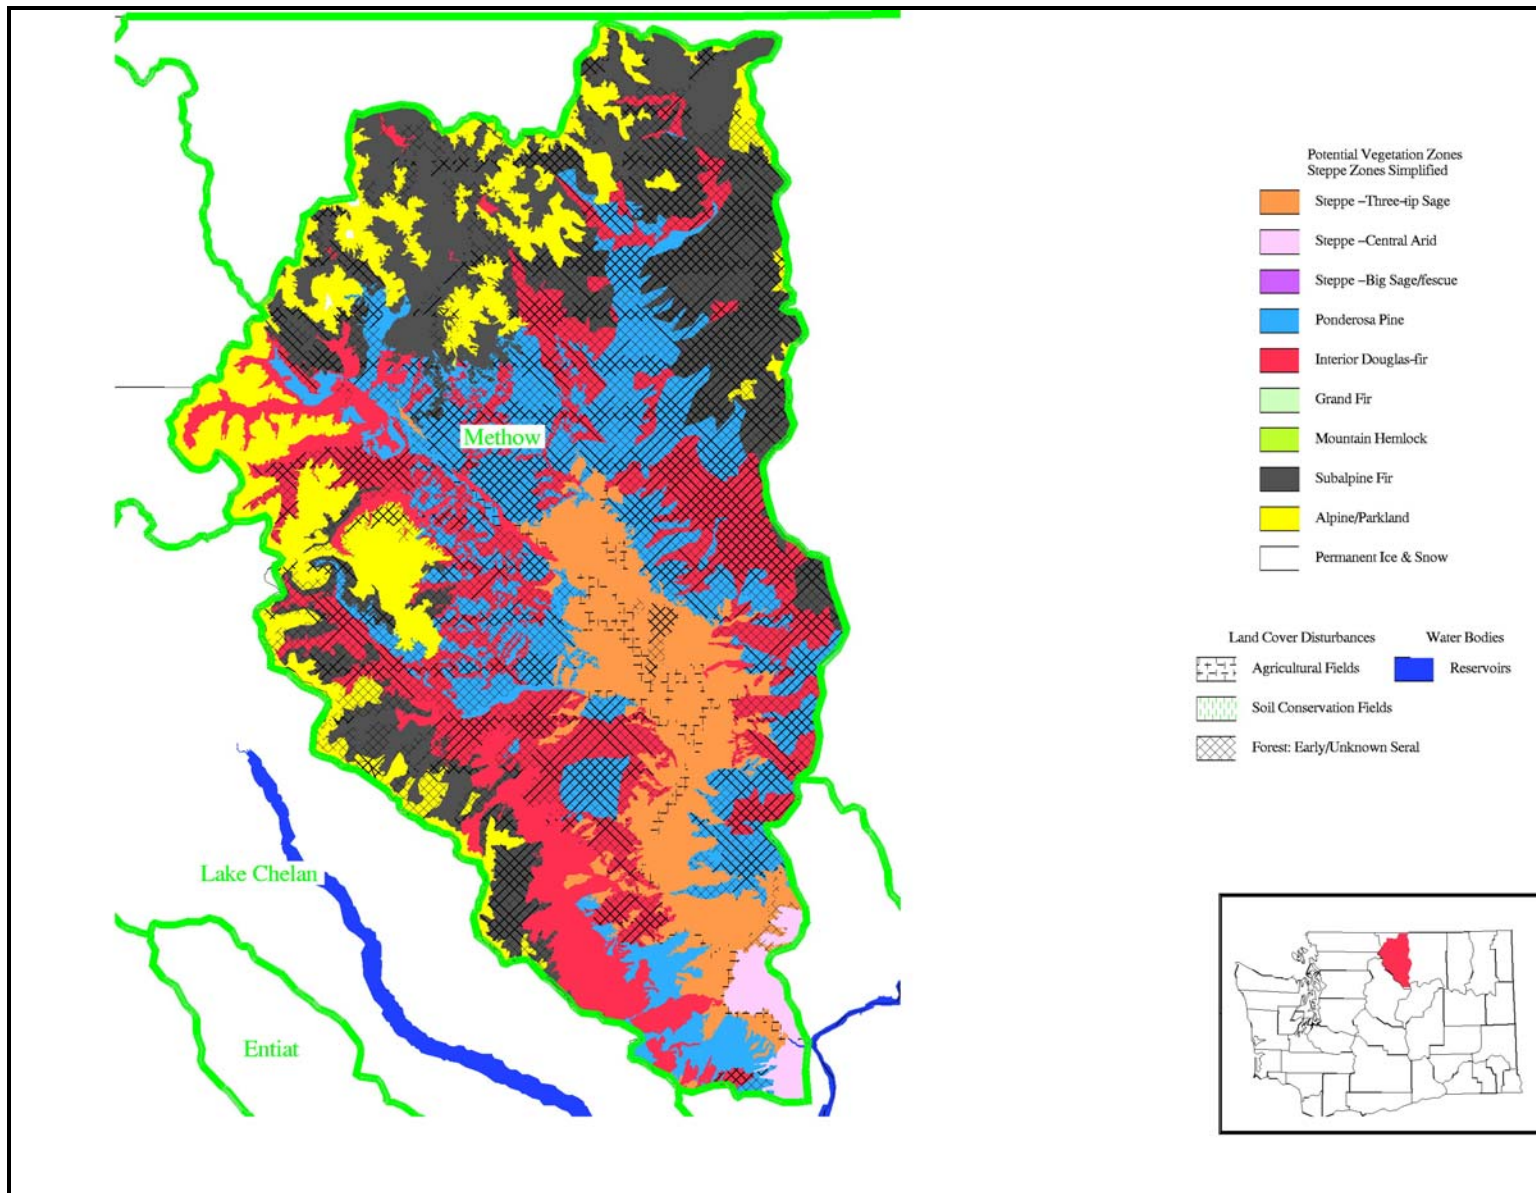 Methow
Lake Chelan
Entiat
Potential Vegetation Zones
Steppe Zones Simplified
Steppe –Three-tip Sage
Steppe –Central Arid
Steppe –Big Sage/fescue
Ponderosa Pine
Interior Douglas-fir
Grand Fir
Mountain Hemlock
Subalpine Fir
Alpine/Parkland
Permanent Ice & Snow
Land Cover Disturbances
Water Bodies
Agricultural Fields
Reservoirs
Soil Conservation Fields
Forest: Early/Unknown Seral